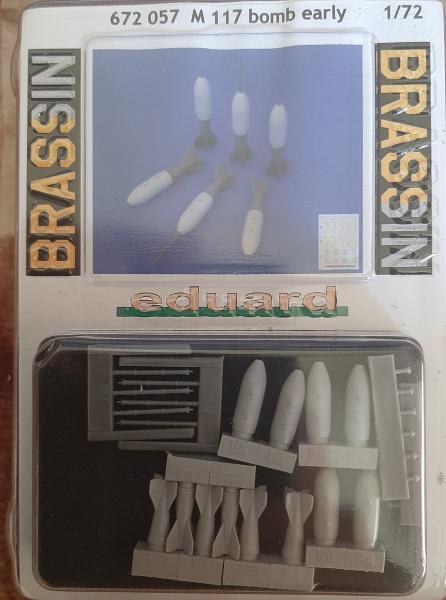 672 057 M 117 bomb early 1/72
BRASSIN
BRASSIN
eduard